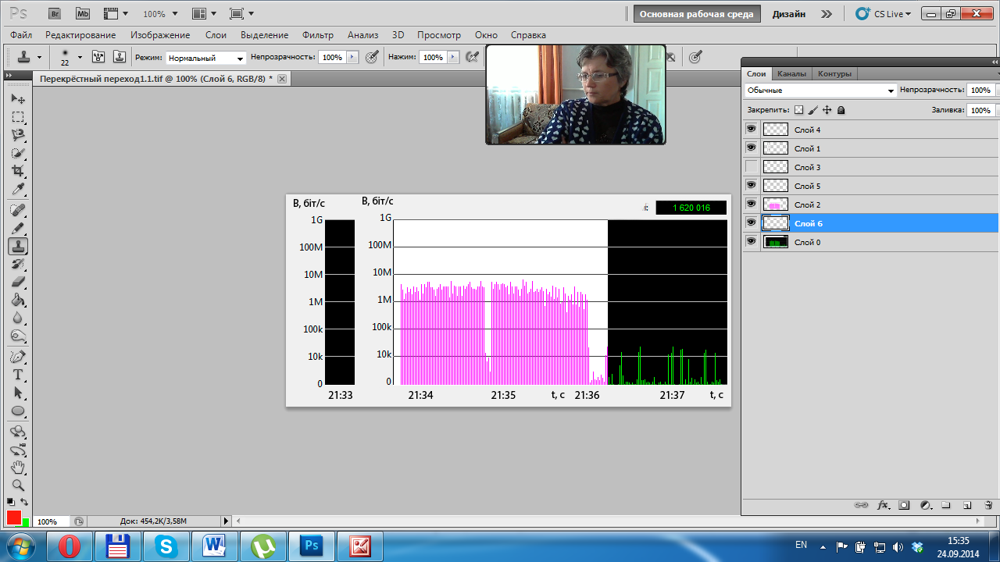 Ps Br Mb 100% Основная рабочая среда Дизайн CS Live
Файл Редактирование Изображение Слои Выделение Фильтр Анализ 3D Просмотр Окно Справка
22 Режим: Нормальный Непрозрачность: 100% Нажим: 100%
Перекрёстный переход1.1.tif @ 100% (Слой 6, RGB/8) *
Слои Каналы Контуры
Обычные Непрозрачность: 100%
Закрепить: Заливка: 100%
Слой 4
Слой 1
Слой 3
Слой 5
Слой 2
Слой 6
Слой 0
В, біт/с В, біт/с 1 620 016
1G 1G
100M 100M
10M 10M
1M 1M
100k 100k
10k 10k
0 0
21:33 21:34 21:35 t, c 21:36 21:37 t, c
fx
100% Док: 454,2K/3,58M
S W µ Ps EN 15:35
24.09.2014